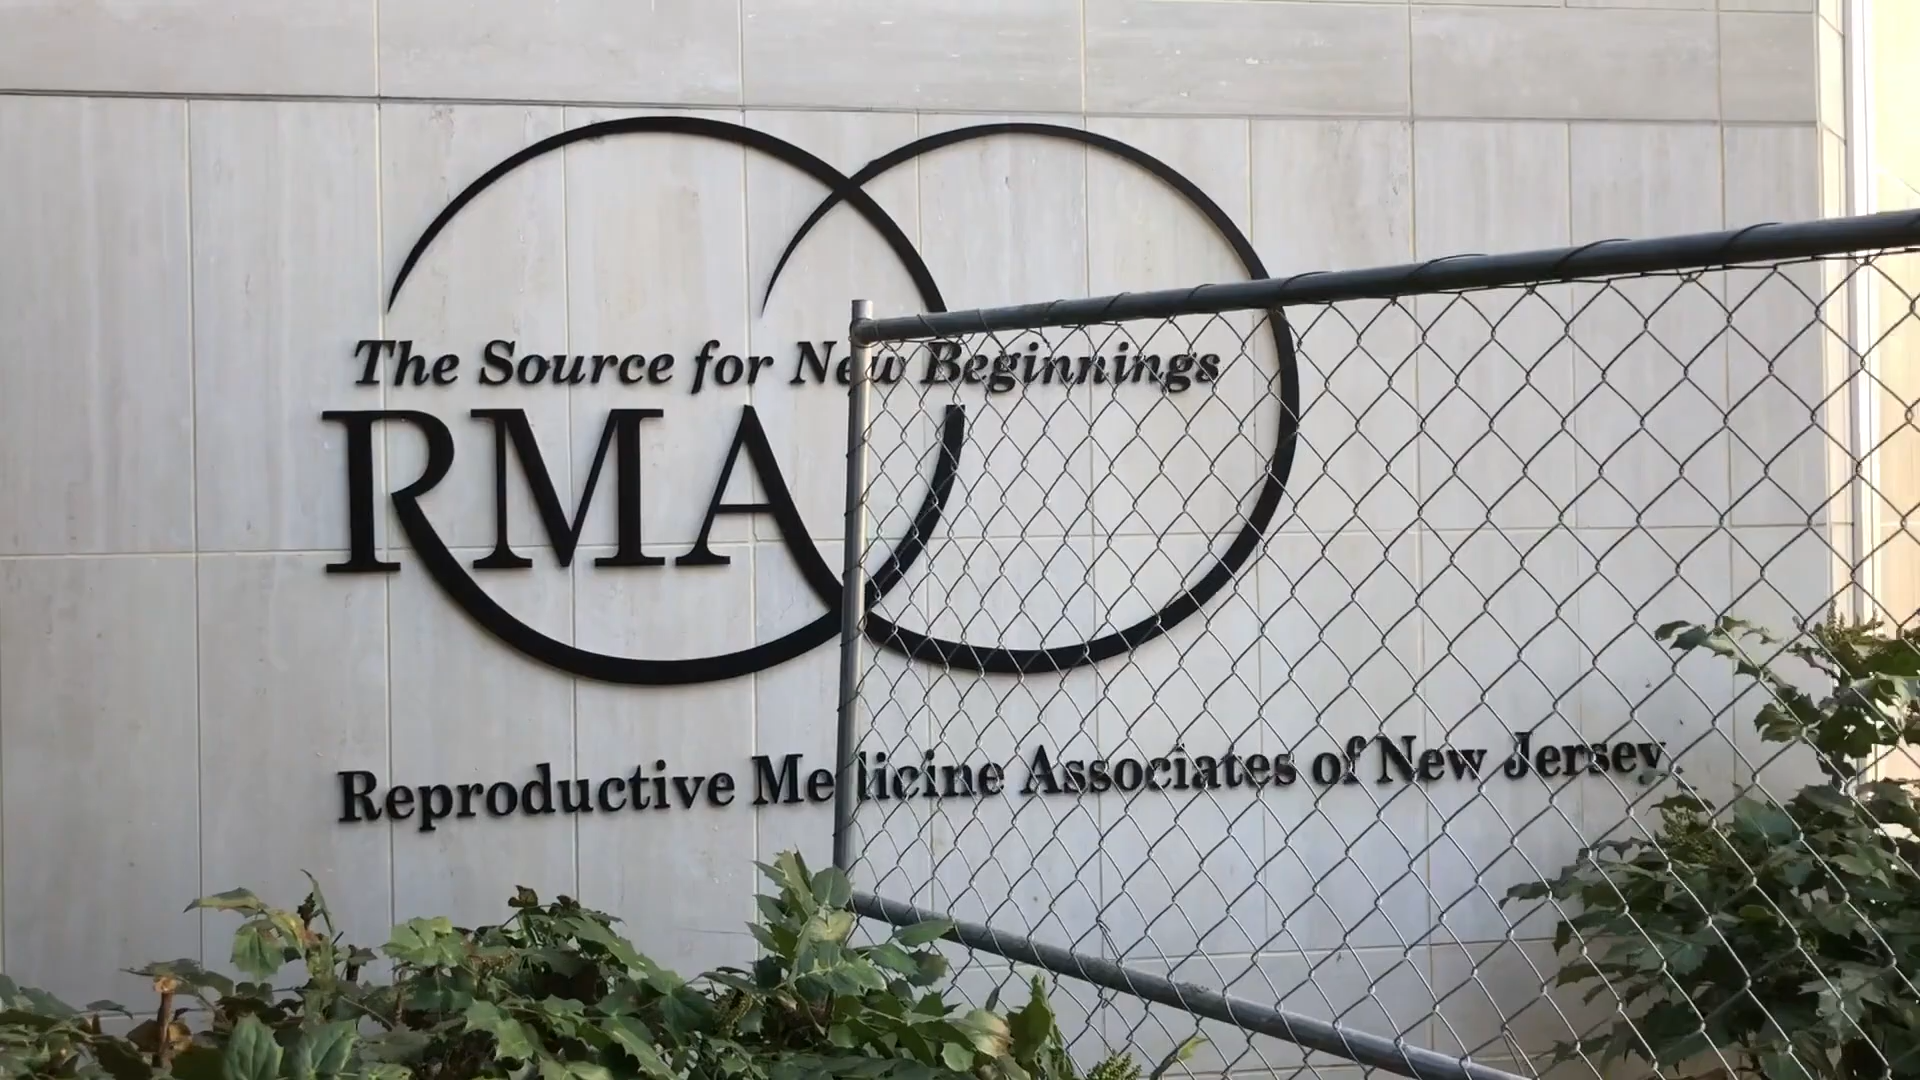 The Source for New Beginnings
RMA
Reproductive Medicine Associates of New Jersey